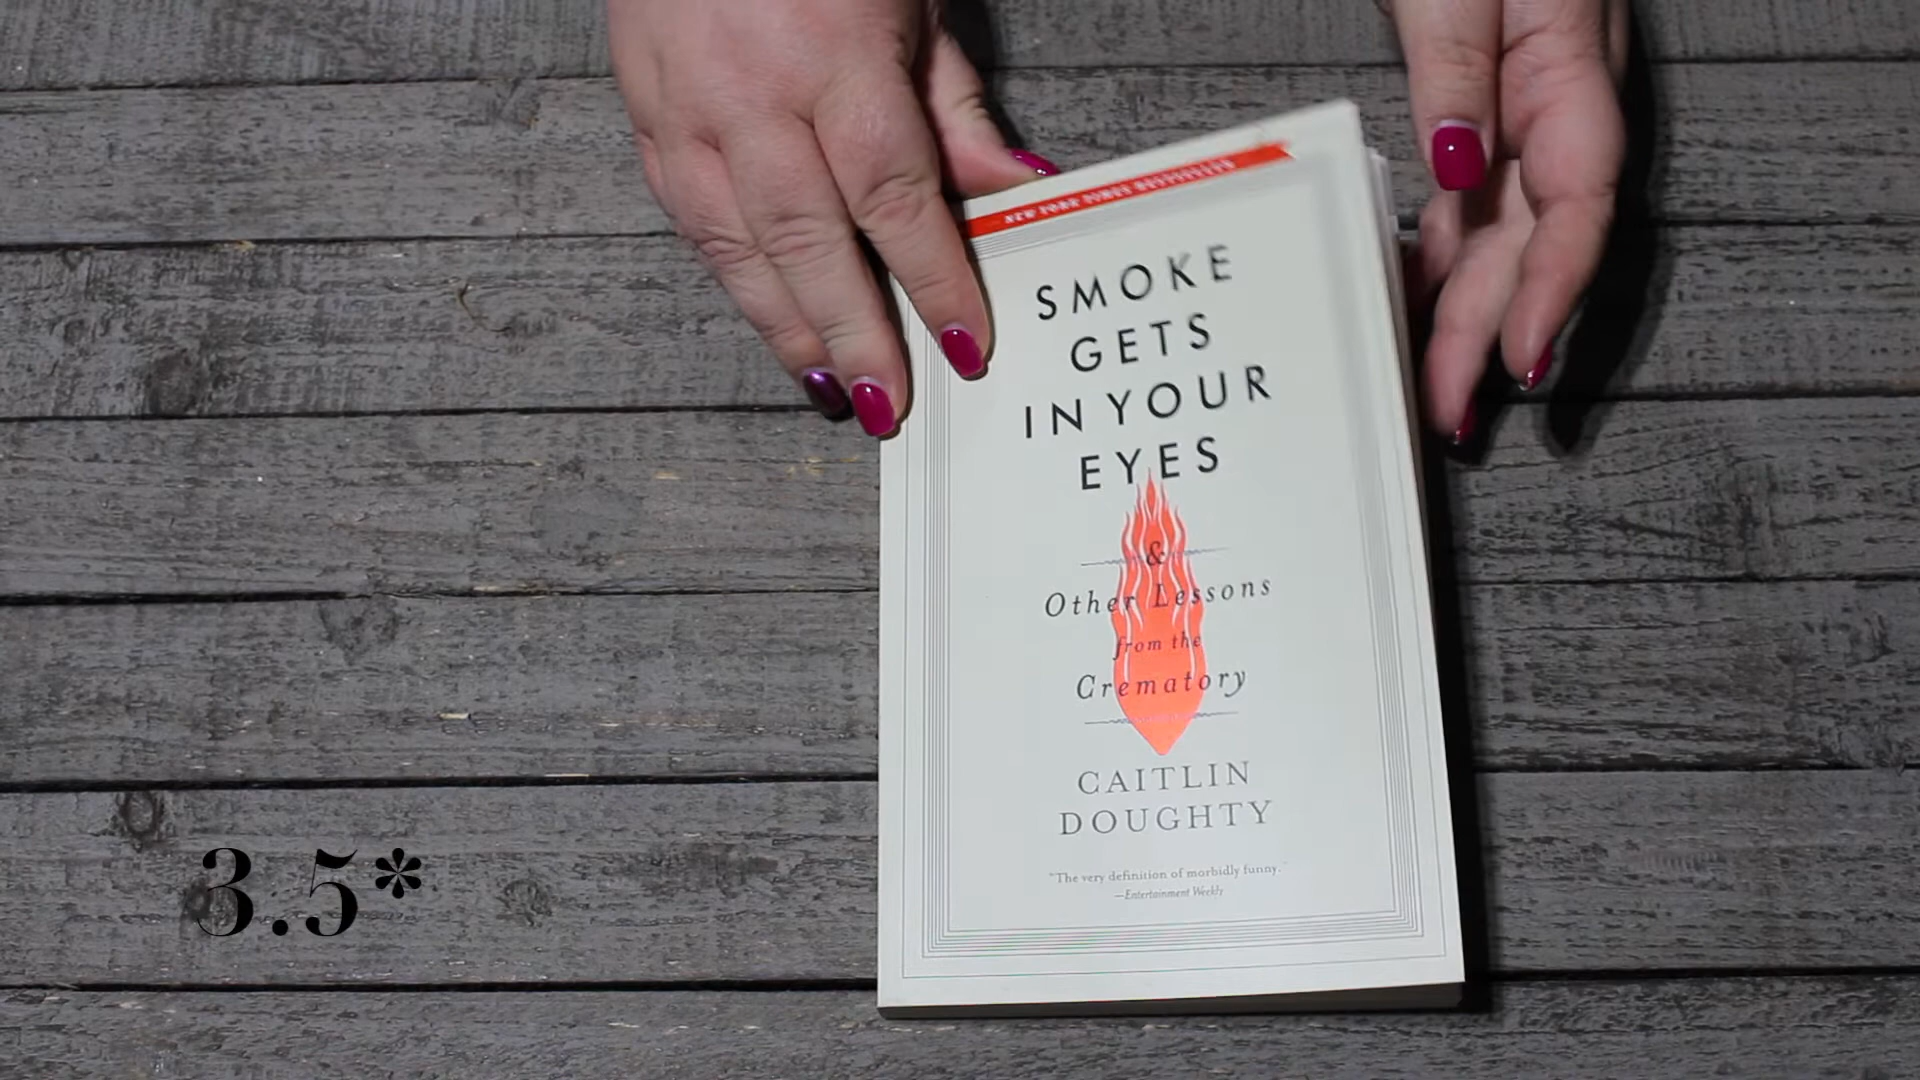 NEW YORK TIMES BESTSELLER
SMOKE
GETS
IN YOUR
EYES
&
Other Lessons
from the
Crematory
CAITLIN
DOUGHTY
"The very definition of morbidly funny."
—Entertainment Weekly
3.5*